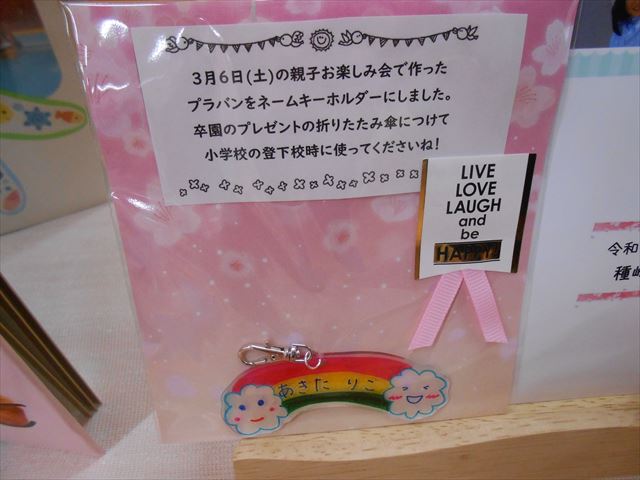 3月6日(土)の親子お楽しみ会で作った
プラバンをネームキーホルダーにしました。
卒園のプレゼントの折りたたみ傘につけて
小学校の登下校時に使ってくださいね!
LIVE
LOVE
LAUGH
and
be
HAPPY
令和
種
あきた りこ